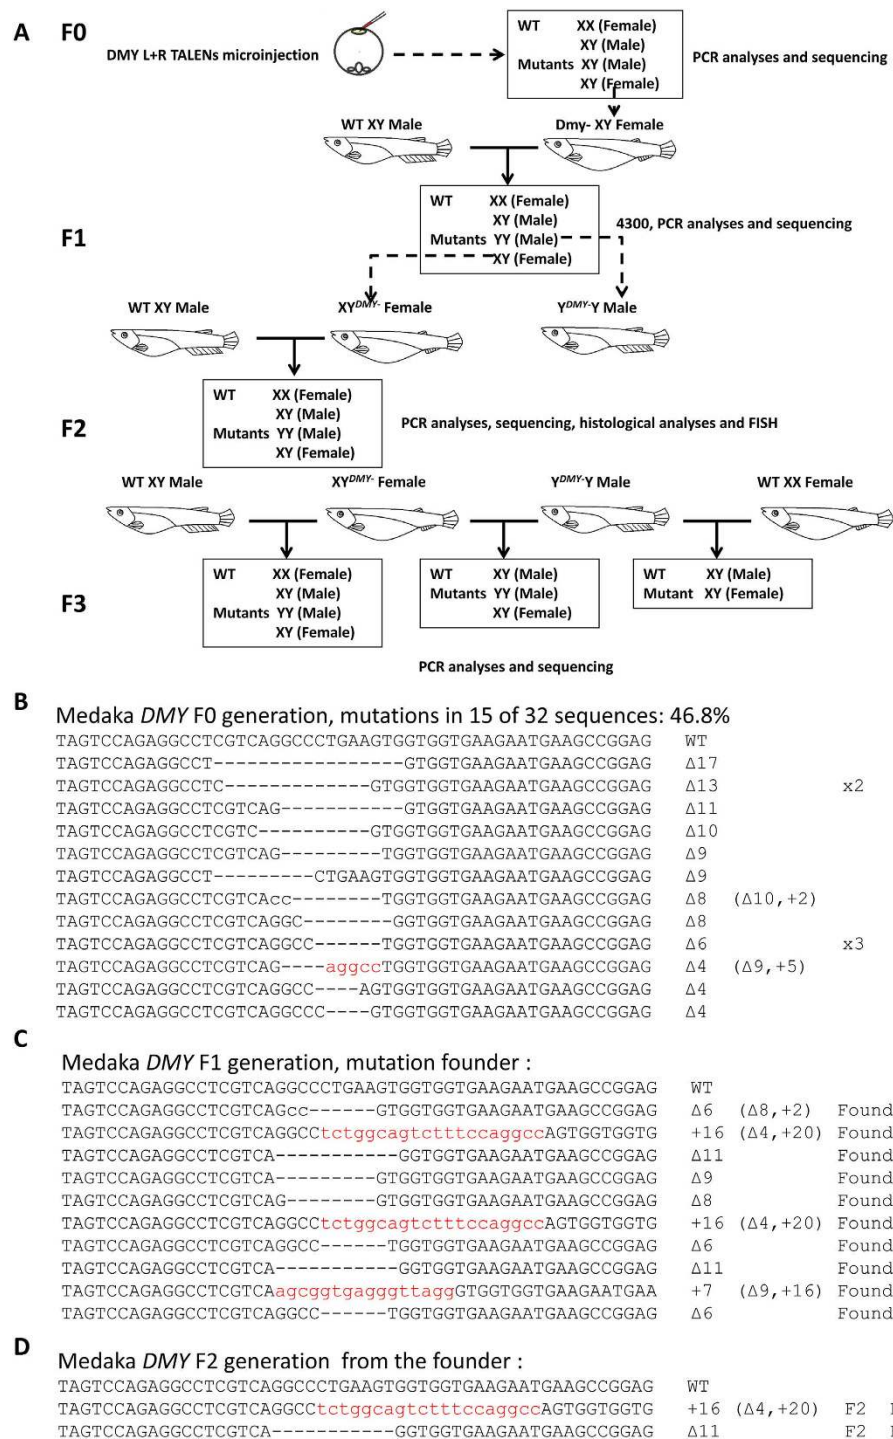 A
F0
DMY L+R TALENs microinjection
WT XX (Female)
XY (Male)
Mutants XY (Male)
XY (Female)
PCR analyses and sequencing
WT XY Male
Dmy- XY Female
F1
WT XX (Female)
XY (Male)
Mutants YY (Male)
XY (Female)
4300, PCR analyses and sequencing
WT XY Male
XY^DMY- Female
Y^DMY-Y Male
F2
WT XX (Female)
XY (Male)
Mutants YY (Male)
XY (Female)
PCR analyses, sequencing, histological analyses and FISH
WT XY Male
XY^DMY- Female
Y^DMY-Y Male
WT XX Female
F3
WT XX (Female)
XY (Male)
Mutants YY (Male)
XY (Female)
WT XY (Male)
Mutants YY (Male)
XY (Female)
WT XY (Male)
Mutant XY (Female)
PCR analyses and sequencing
B
Medaka DMY F0 generation, mutations in 15 of 32 sequences: 46.8%
TAGTCCAGAGGCCTCGTCAGGCCCTGAAGTGGTGGTGAAGAATGAAGCCGGAG WT
TAGTCCAGAGGCCT-----------------GTGGTGAAGAATGAAGCCGGAG Δ17
TAGTCCAGAGGCCTC-------------GTGGTGGTGAAGAATGAAGCCGGAG Δ13 x2
TAGTCCAGAGGCCTCGTCAG-----------GTGGTGAAGAATGAAGCCGGAG Δ11
TAGTCCAGAGGCCTCGTC----------GTGGTGGTGAAGAATGAAGCCGGAG Δ10
TAGTCCAGAGGCCTCGTCAG---------TGGTGGTGAAGAATGAAGCCGGAG Δ9
TAGTCCAGAGGCCT---------CTGAAGTGGTGGTGAAGAATGAAGCCGGAG Δ9
TAGTCCAGAGGCCTCGTCAcc--------TGGTGGTGAAGAATGAAGCCGGAG Δ8 (Δ10,+2)
TAGTCCAGAGGCCTCGTCAGGC--------GGTGGTGAAGAATGAAGCCGGAG Δ8
TAGTCCAGAGGCCTCGTCAGGCC------TGGTGGTGAAGAATGAAGCCGGAG Δ6 x3
TAGTCCAGAGGCCTCGTCAG----aggccTGGTGGTGAAGAATGAAGCCGGAG Δ4 (Δ9,+5)
TAGTCCAGAGGCCTCGTCAGGCC----AGTGGTGGTGAAGAATGAAGCCGGAG Δ4
TAGTCCAGAGGCCTCGTCAGGCCC----GTGGTGGTGAAGAATGAAGCCGGAG Δ4
C
Medaka DMY F1 generation, mutation founder :
TAGTCCAGAGGCCTCGTCAGGCCCTGAAGTGGTGGTGAAGAATGAAGCCGGAG WT
TAGTCCAGAGGCCTCGTCAGcc------GTGGTGGTGAAGAATGAAGCCGGAG Δ6 (Δ8,+2) Found
TAGTCCAGAGGCCTCGTCAGGCCtctggcagtctttccaggccAGTGGTGGTG +16 (Δ4,+20) Found
TAGTCCAGAGGCCTCGTCA-----------GGTGGTGAAGAATGAAGCCGGAG Δ11 Found
TAGTCCAGAGGCCTCGTCA---------GTGGTGGTGAAGAATGAAGCCGGAG Δ9 Found
TAGTCCAGAGGCCTCGTCAG--------GTGGTGGTGAAGAATGAAGCCGGAG Δ8 Found
TAGTCCAGAGGCCTCGTCAGGCCtctggcagtctttccaggccAGTGGTGGTG +16 (Δ4,+20) Found
TAGTCCAGAGGCCTCGTCAGGCC------TGGTGGTGAAGAATGAAGCCGGAG Δ6 Found
TAGTCCAGAGGCCTCGTCA-----------GGTGGTGAAGAATGAAGCCGGAG Δ11 Found
TAGTCCAGAGGCCTCGTCAagcggtgagggttaggGTGGTGGTGAAGAATGAA +7 (Δ9,+16) Found
TAGTCCAGAGGCCTCGTCAGGCC------TGGTGGTGAAGAATGAAGCCGGAG Δ6 Found
D
Medaka DMY F2 generation from the founder :
TAGTCCAGAGGCCTCGTCAGGCCCTGAAGTGGTGGTGAAGAATGAAGCCGGAG WT
TAGTCCAGAGGCCTCGTCAGGCCtctggcagtctttccaggccAGTGGTGGTG +16 (Δ4,+20) F2
TAGTCCAGAGGCCTCGTCA-----------GGTGGTGAAGAATGAAGCCGGAG Δ11 F2